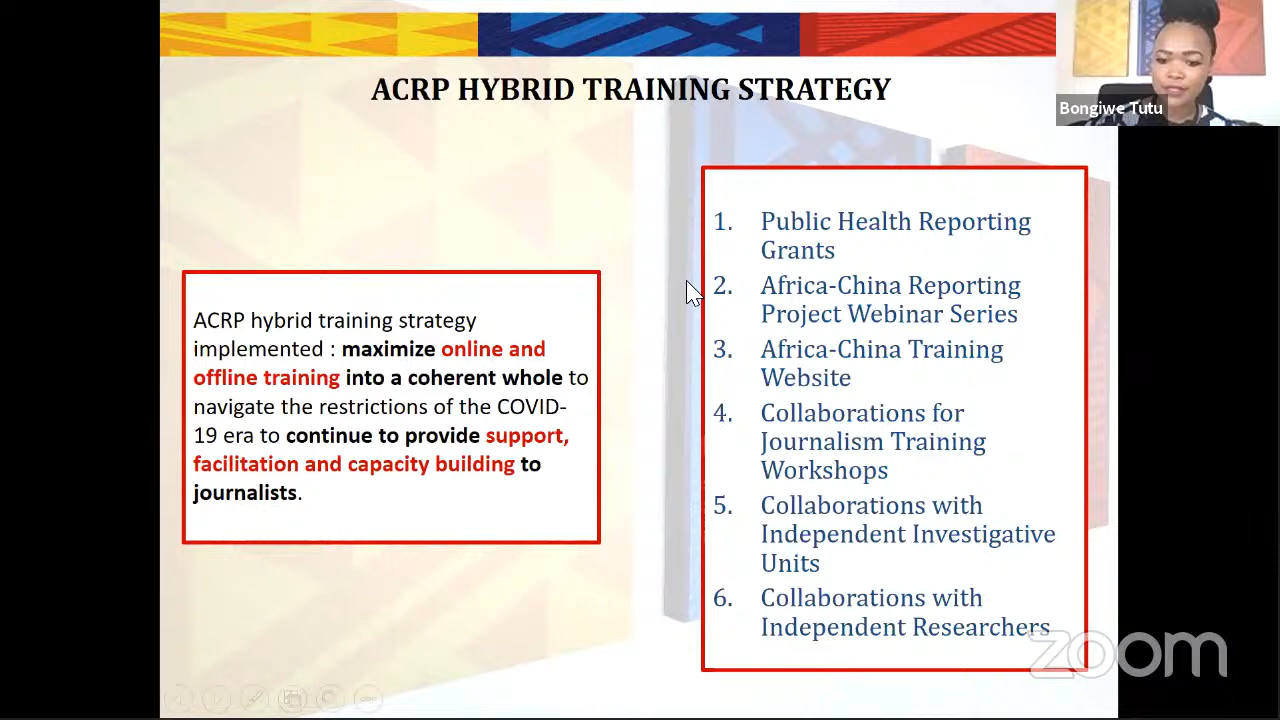 ACRP HYBRID TRAINING STRATEGY
Bongiwe Tutu
ACRP hybrid training strategy
implemented : maximize online and
offline training into a coherent whole to
navigate the restrictions of the COVID-
19 era to continue to provide support,
facilitation and capacity building to
journalists.
1. Public Health Reporting
Grants
2. Africa-China Reporting
Project Webinar Series
3. Africa-China Training
Website
4. Collaborations for
Journalism Training
Workshops
5. Collaborations with
Independent Investigative
Units
6. Collaborations with
Independent Researchers
zoom